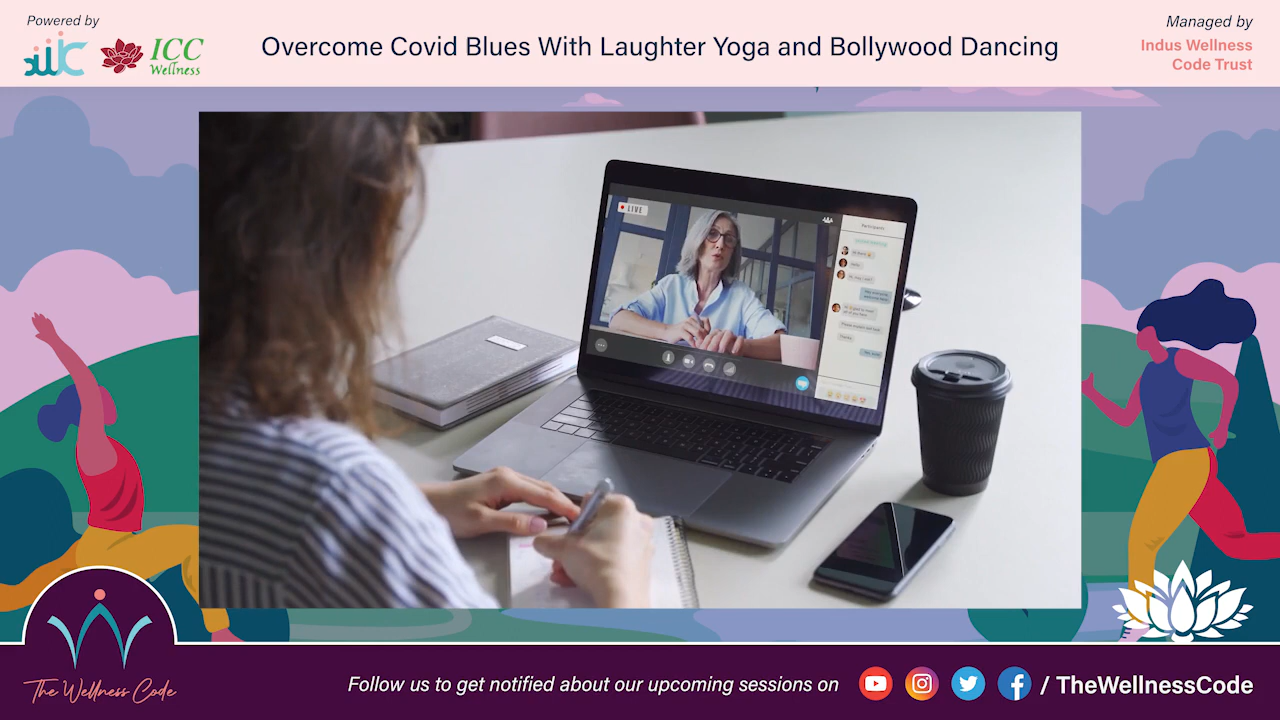 Powered by
ICC
Wellness
Overcome Covid Blues With Laughter Yoga and Bollywood Dancing
Managed by
Indus Wellness
Code Trust
LIVE
Participants
The Wellness Code
Follow us to get notified about our upcoming sessions on
/ TheWellnessCode